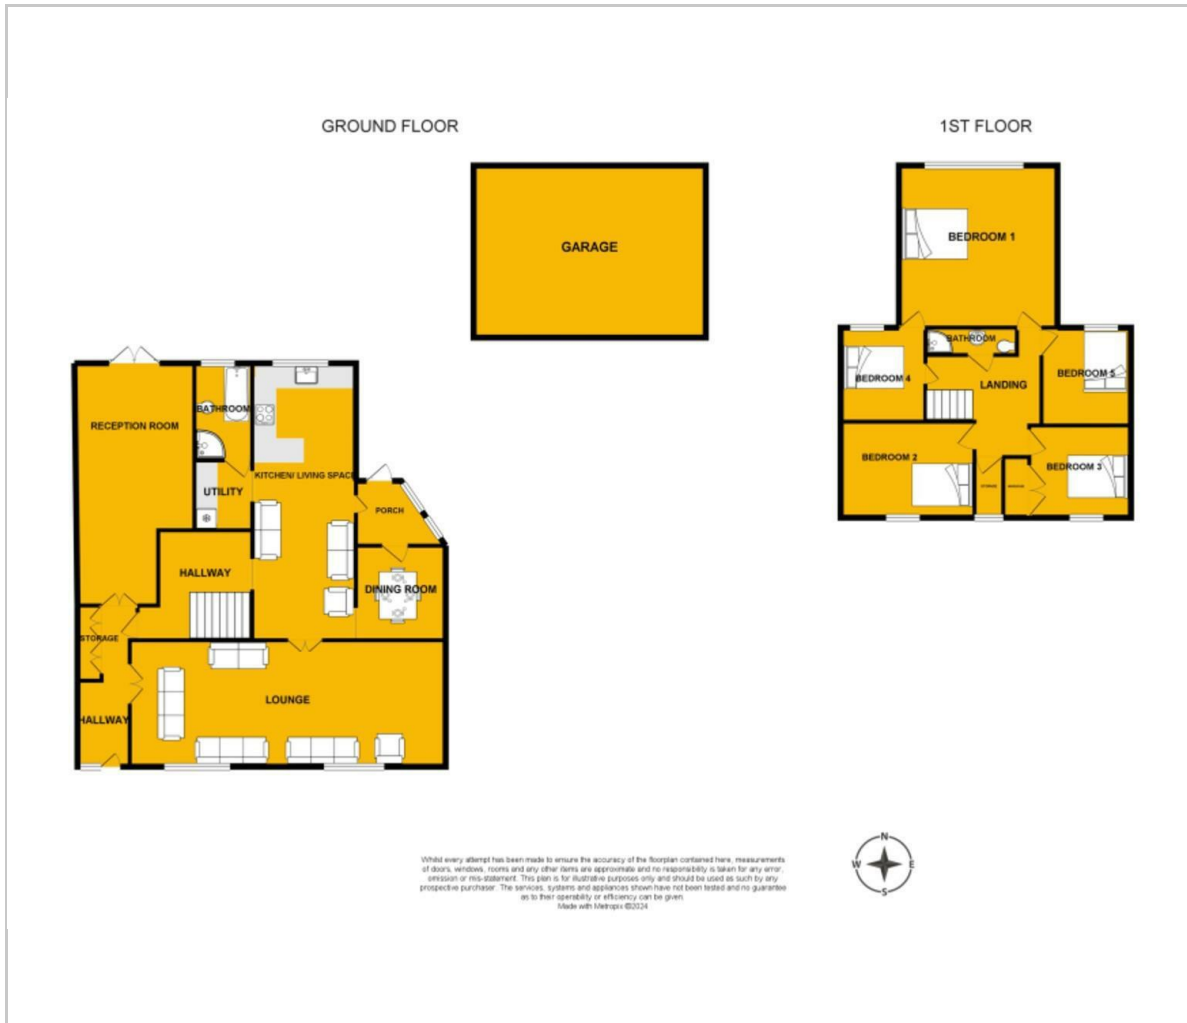 GROUND FLOOR
1ST FLOOR
GARAGE
RECEPTION ROOM
BATHROOM
KITCHEN/ LIVING SPACE
UTILITY
PORCH
HALLWAY
DINING ROOM
STORAGE
LOUNGE
HALLWAY
BEDROOM 1
BATHROOM
BEDROOM 4
LANDING
BEDROOM 5
BEDROOM 2
BEDROOM 3
STORAGE
N
W
E
S
Whilst every attempt has been made to ensure the accuracy of the floorplan contained here, measurements
of doors, windows, rooms and any other items are approximate and no responsibility is taken for any error,
omission or mis-statement. This plan is for illustrative purposes only and should be used as such by any
prospective purchaser. The services, systems and appliances shown have not been tested and no guarantee
as to their operability or efficiency can be given.
Made with Metropix ©2024